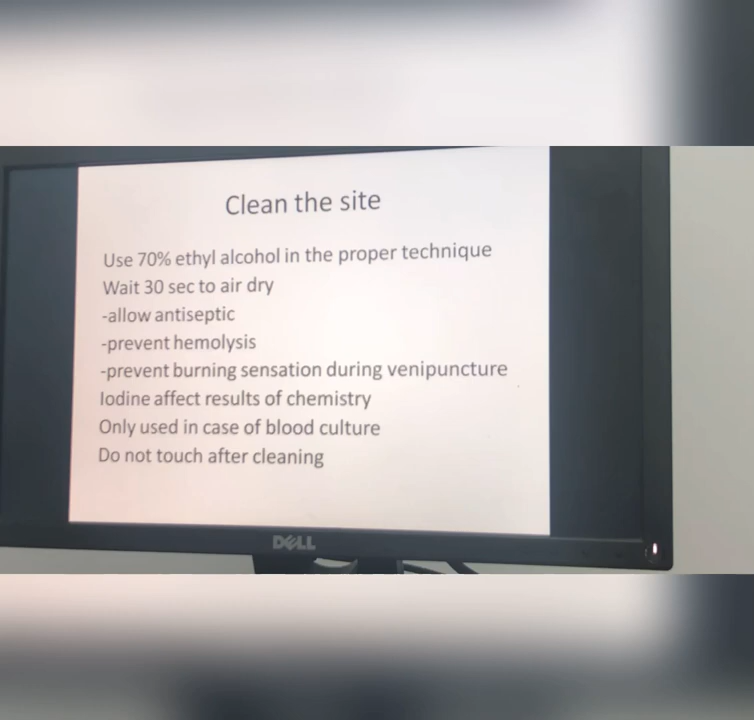 Clean the site
Use 70% ethyl alcohol in the proper technique
Wait 30 sec to air dry
-allow antiseptic
-prevent hemolysis
-prevent burning sensation during venipuncture
Iodine affect results of chemistry
Only used in case of blood culture
Do not touch after cleaning
DELL